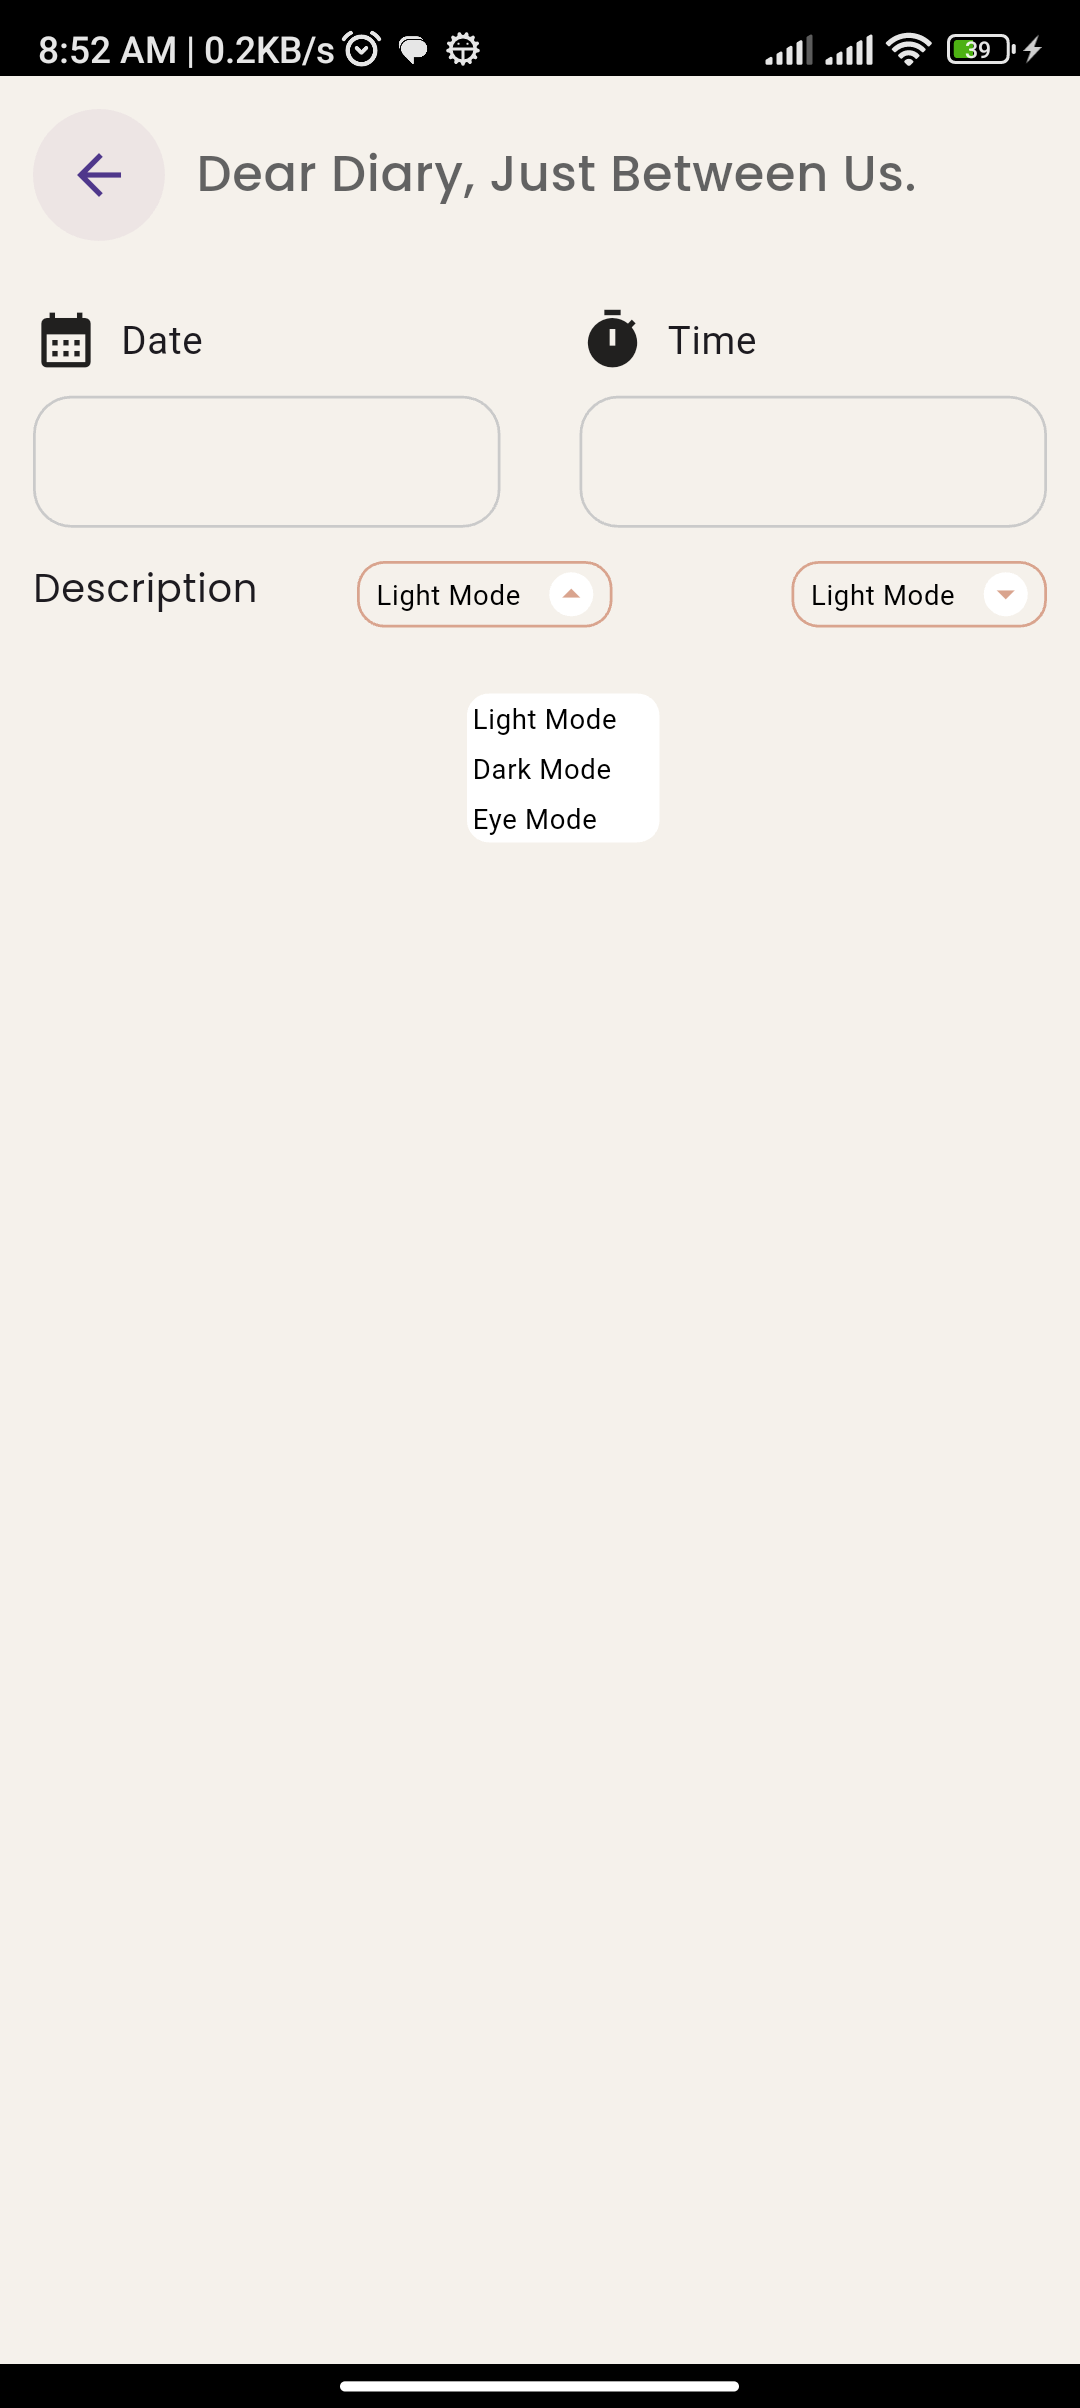 8:52 AM | 0.2KB/s 39
Dear Diary, Just Between Us.
Date Time
Description Light Mode Light Mode
Light Mode
Dark Mode
Eye Mode